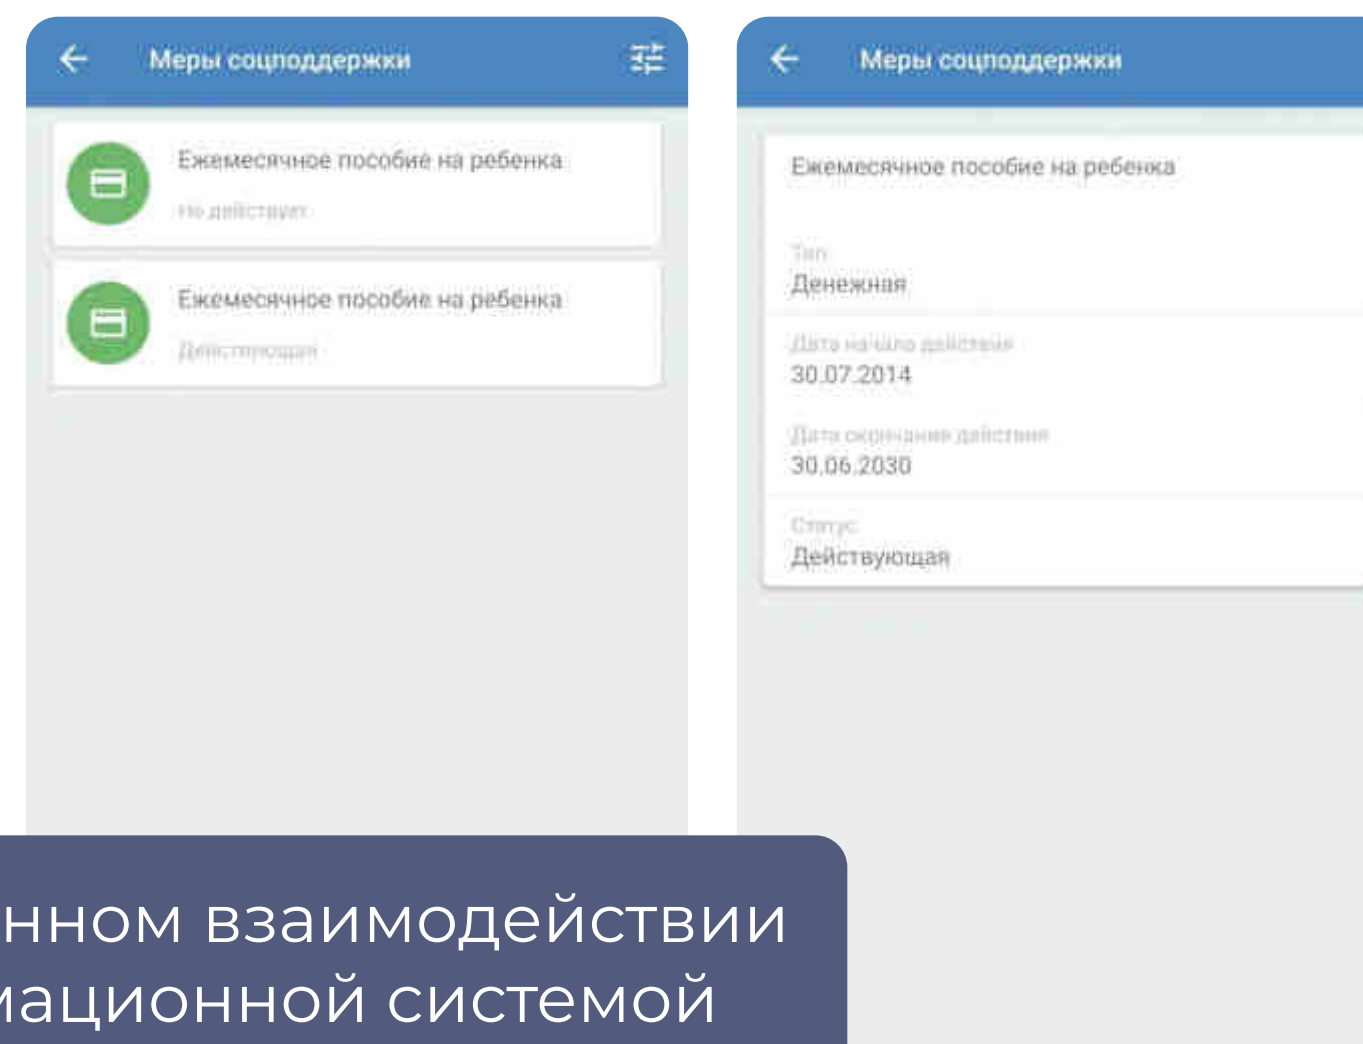 Меры соцподдержки
Ежемесячное пособие на ребенка
Не действует
Ежемесячное пособие на ребенка
Действующая
Меры соцподдержки
Ежемесячное пособие на ребенка
Тип
Денежная
Дата начала действия
30.07.2014
Дата окончания действия
30.06.2030
Статус
Действующая
нном взаимодействии
мационной системой